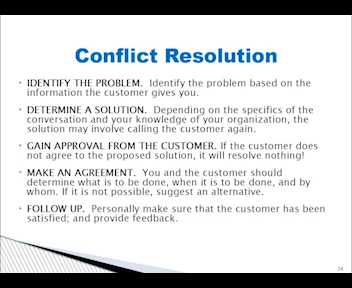 Conflict Resolution
IDENTIFY THE PROBLEM. Identify the problem based on the
information the customer gives you.
DETERMINE A SOLUTION. Depending on the specifics of the
conversation and your knowledge of your organization, the
solution may involve calling the customer again.
GAIN APPROVAL FROM THE CUSTOMER. If the customer does
not agree to the proposed solution, it will resolve nothing!
MAKE AN AGREEMENT. You and the customer should
determine what is to be done, when it is to be done, and by
whom. If it is not possible, suggest an alternative.
FOLLOW UP. Personally make sure that the customer has been
satisfied; and provide feedback.
24